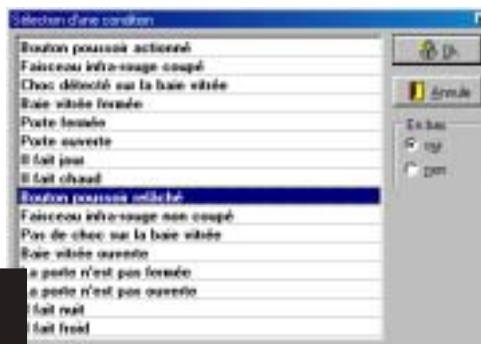 Sélection d'une condition
Bouton poussoir actionné
Faisceau infra-rouge coupé
Choc détecté sur la baie vitrée
Baie vitrée fermée
Porte fermée
Porte ouverte
Il fait jour
Il fait chaud
Bouton poussoir relâché
Faisceau infra-rouge non coupé
Pas de choc sur la baie vitrée
Baie vitrée ouverte
La porte n'est pas fermée
La porte n'est pas ouverte
fait nuit
fait froid
Annule
En bas